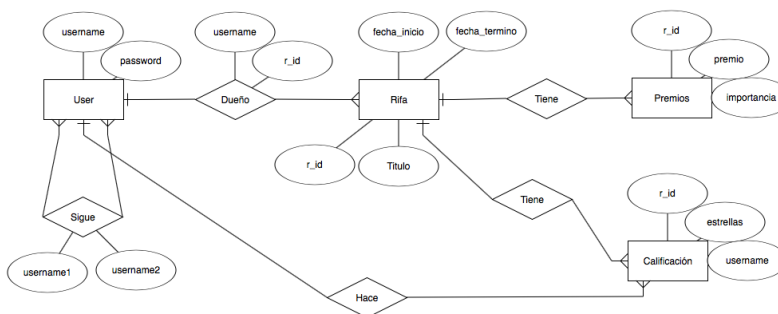 username
username
fecha_inicio
fecha_termino
r_id
password
r_id
premio
User
Dueño
Rifa
Tiene
Premios
importancia
r_id
Titulo
r_id
Tiene
Sigue
estrellas
username1
username2
Calificación
username
Hace